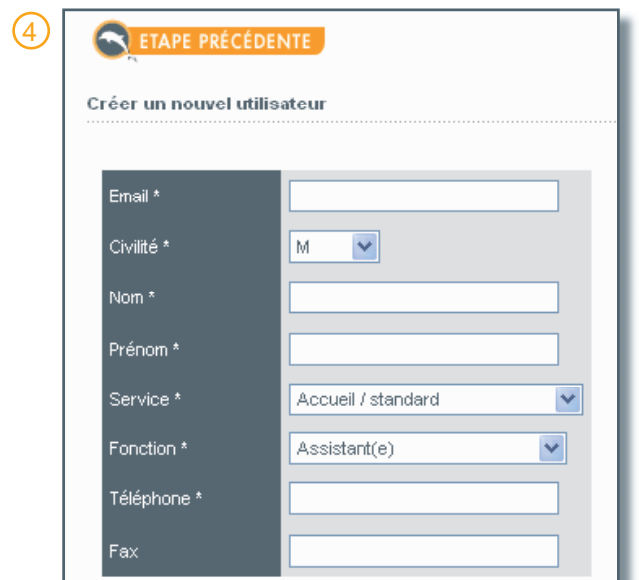 4
ETAPE PRÉCÉDENTE
Créer un nouvel utilisateur
Email *
Civilité * M
Nom *
Prénom *
Service * Accueil / standard
Fonction * Assistant(e)
Téléphone *
Fax